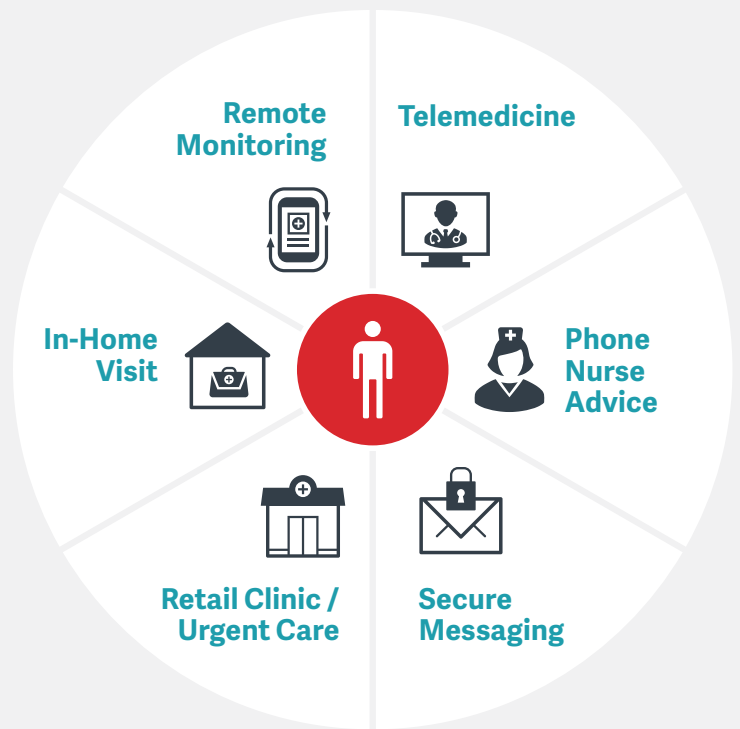 Remote
Monitoring
Telemedicine
In-Home
Visit
Phone
Nurse
Advice
Retail Clinic /
Urgent Care
Secure
Messaging